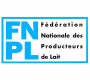 FN
PL
Fédération
Nationale des
Producteurs
de Lait